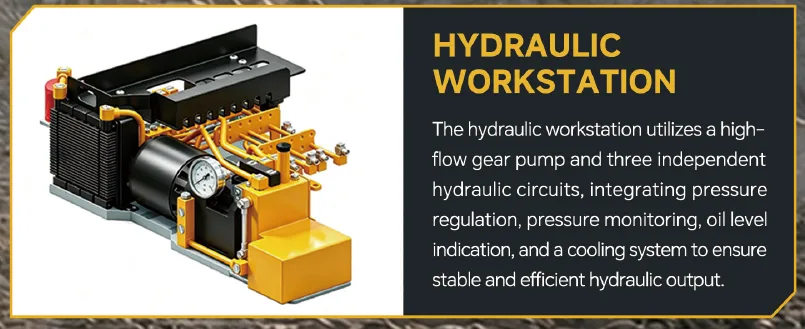 HYDRAULIC
WORKSTATION
The hydraulic workstation utilizes a high-
flow gear pump and three independent
hydraulic circuits, integrating pressure
regulation, pressure monitoring, oil level
indication, and a cooling system to ensure
stable and efficient hydraulic output.